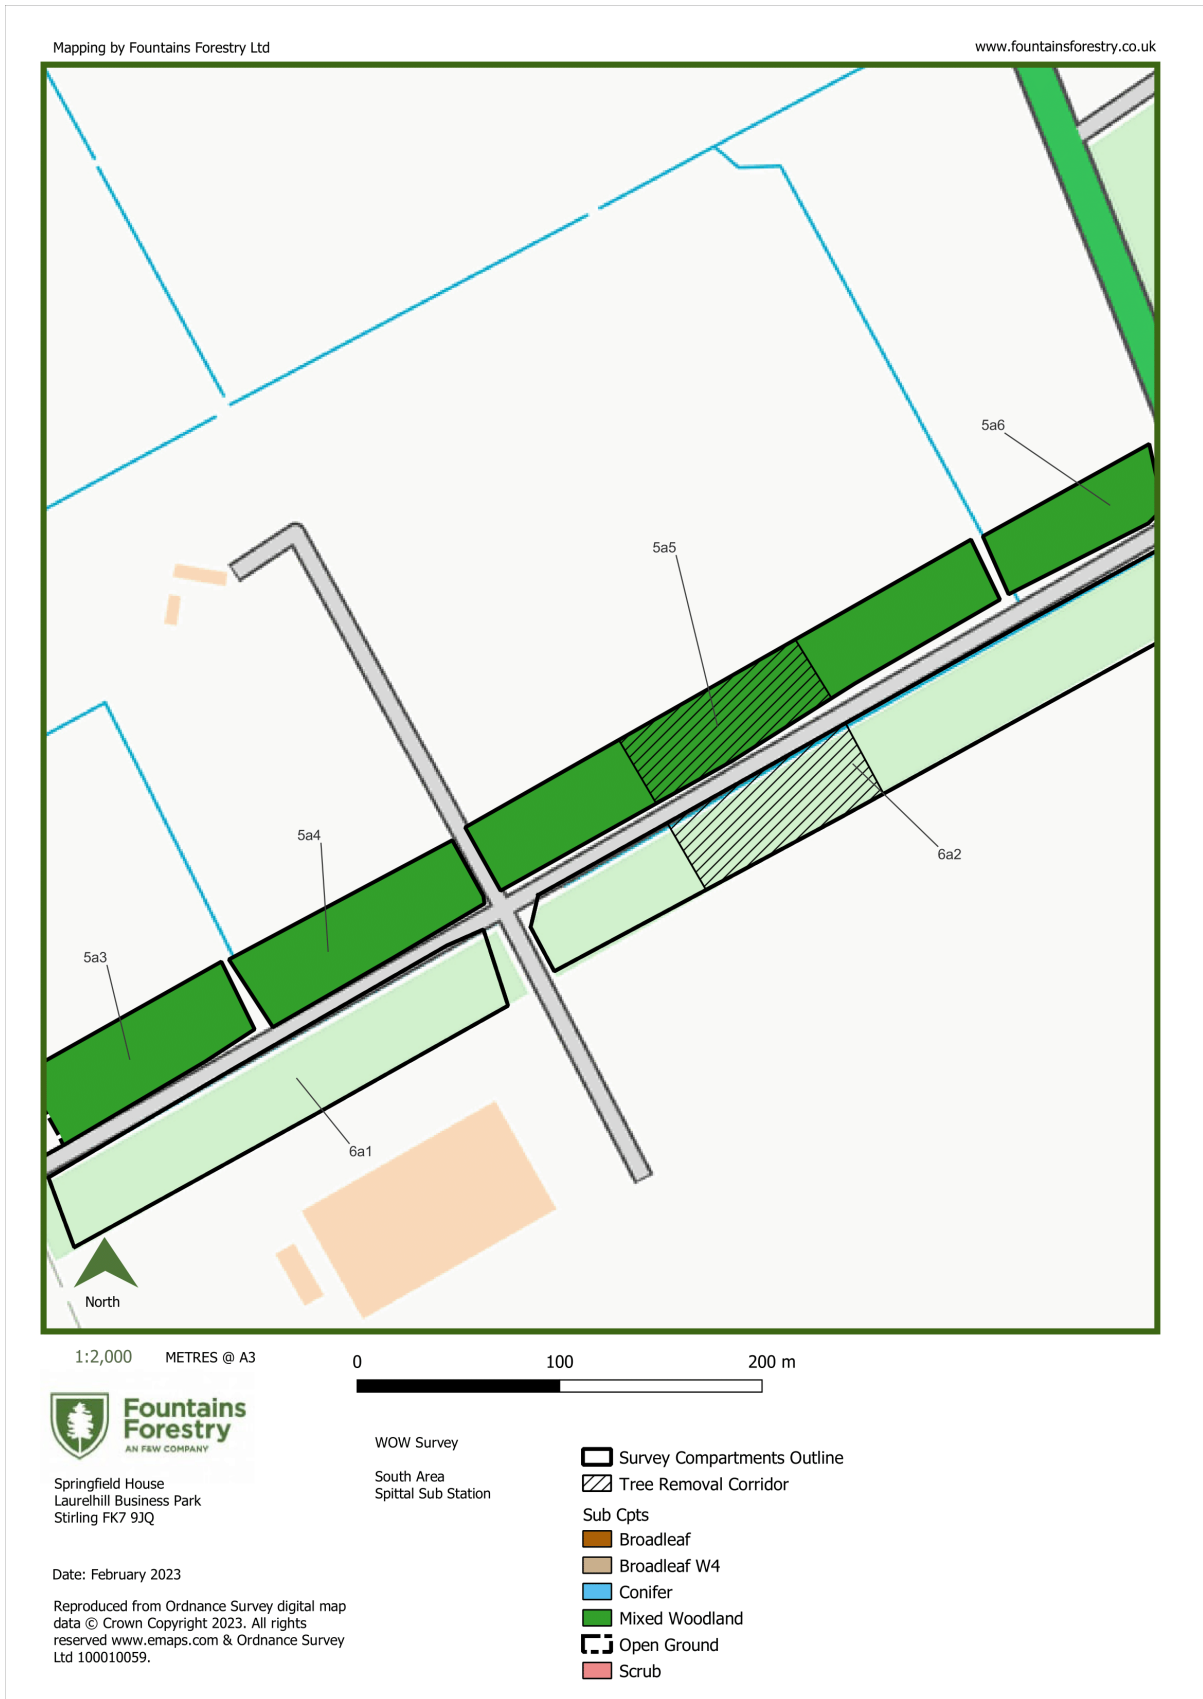 Mapping by Fountains Forestry Ltd
www.fountainsforestry.co.uk
5a6
5a5
5a4
6a2
5a3
6a1
North
1:2,000
METRES @ A3
0 100 200 m
Fountains
Forestry
AN F&W COMPANY
Springfield House
Laurelhill Business Park
Stirling FK7 9JQ
Date: February 2023
Reproduced from Ordnance Survey digital map
data © Crown Copyright 2023. All rights
reserved www.emaps.com & Ordnance Survey
Ltd 100010059.
WOW Survey
South Area
Spittal Sub Station
Survey Compartments Outline
Tree Removal Corridor
Sub Cpts
Broadleaf
Broadleaf W4
Conifer
Mixed Woodland
Open Ground
Scrub